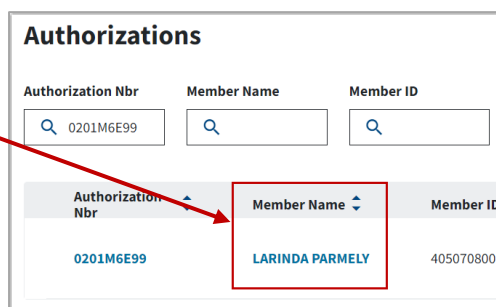 Authorizations
Authorization Nbr Member Name Member ID
0201M6E99
Authorization Nbr Member Name Member ID
0201M6E99 LARINDA PARMELY 405070800